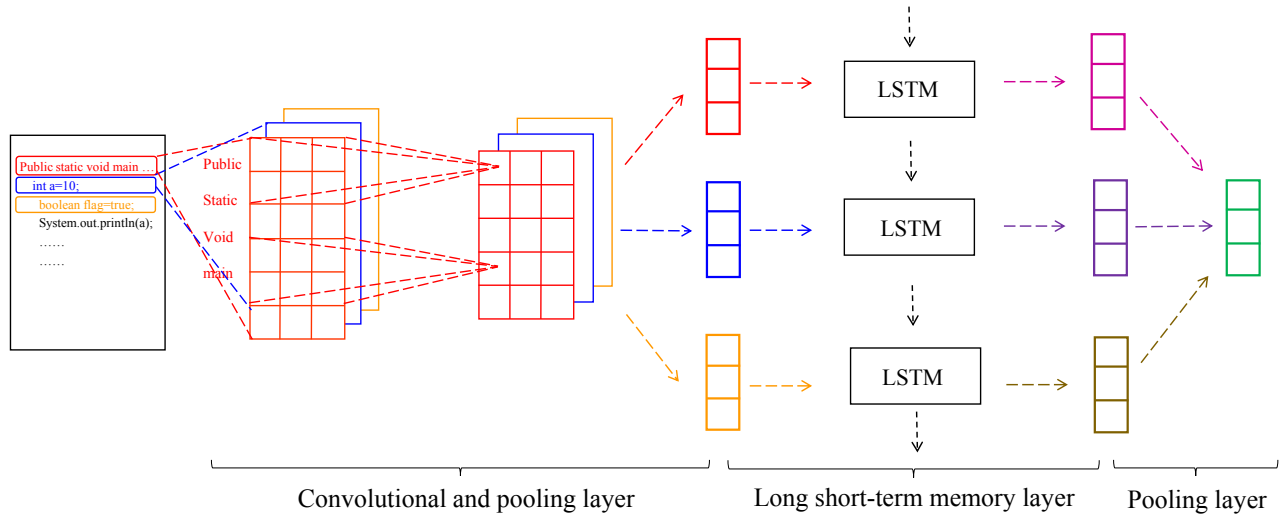 Public static void main ...
int a=10;
boolean flag=true;
System.out.println(a);
......
......
Public
Static
Void
main
LSTM
LSTM
LSTM
Convolutional and pooling layer
Long short-term memory layer
Pooling layer